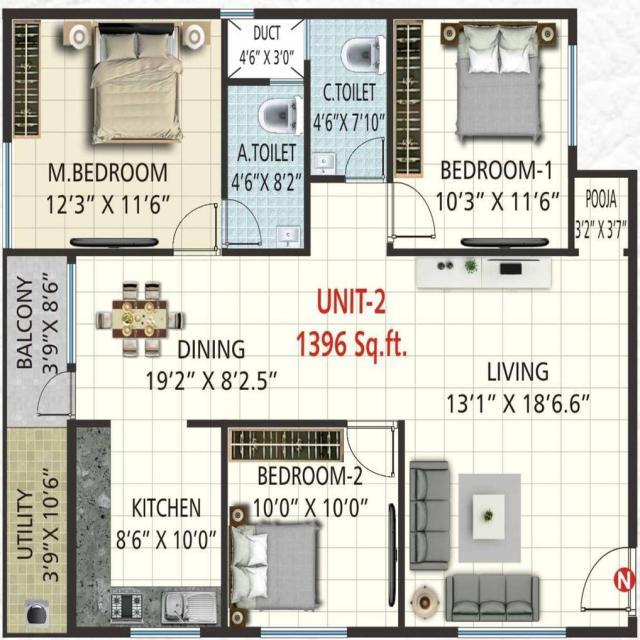 DUCT
4'6" X 3'0"
C.TOILET
4'6"X 7'10"
M.BEDROOM
12'3" X 11'6"
A.TOILET
4'6"X 8'2"
BEDROOM-1
10'3" X 11'6"
POOJA
3'2"X 3'7"
BALCONY
3'9"X 8'6"
UNIT-2
1396 Sq.ft.
DINING
19'2" X 8'2.5"
LIVING
13'1" X 18'6.6"
UTILITY
3'9"X 10'6"
KITCHEN
8'6" X 10'0"
BEDROOM-2
10'0" X 10'0"
N